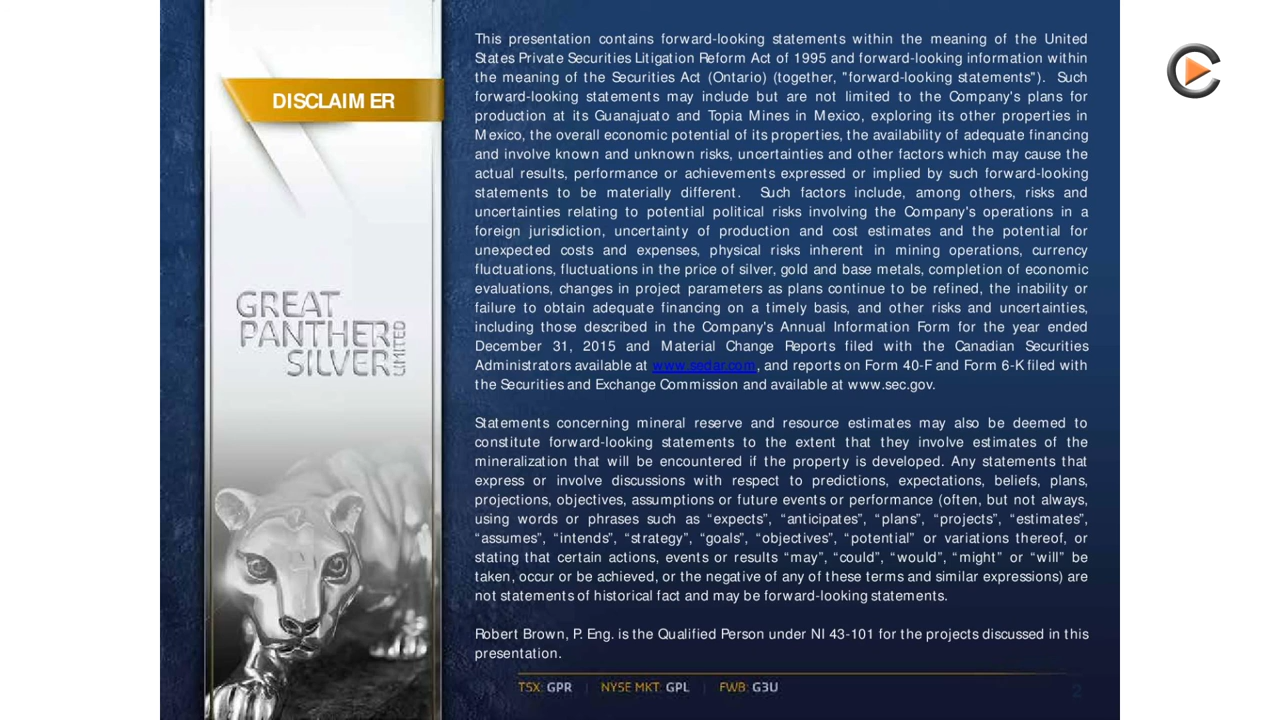 DISCLAIMER
GREAT
PANTHER
SILVER
LIMITED
This presentation contains forward-looking statements within the meaning of the United
States Private Securities Litigation Reform Act of 1995 and forward-looking information within
the meaning of the Securities Act (Ontario) (together, "forward-looking statements"). Such
forward-looking statements may include but are not limited to the Company's plans for
production at its Guanajuato and Topia Mines in Mexico, exploring its other properties in
Mexico, the overall economic potential of its properties, the availability of adequate financing
and involve known and unknown risks, uncertainties and other factors which may cause the
actual results, performance or achievements expressed or implied by such forward-looking
statements to be materially different. Such factors include, among others, risks and
uncertainties relating to potential political risks involving the Company's operations in a
foreign jurisdiction, uncertainty of production and cost estimates and the potential for
unexpected costs and expenses, physical risks inherent in mining operations, currency
fluctuations, fluctuations in the price of silver, gold and base metals, completion of economic
evaluations, changes in project parameters as plans continue to be refined, the inability or
failure to obtain adequate financing on a timely basis, and other risks and uncertainties,
including those described in the Company's Annual Information Form for the year ended
December 31, 2015 and Material Change Reports filed with the Canadian Securities
Administrators available at www.sedar.com, and reports on Form 40-F and Form 6-K filed with
the Securities and Exchange Commission and available at www.sec.gov.
Statements concerning mineral reserve and resource estimates may also be deemed to
constitute forward-looking statements to the extent that they involve estimates of the
mineralization that will be encountered if the property is developed. Any statements that
express or involve discussions with respect to predictions, expectations, beliefs, plans,
projections, objectives, assumptions or future events or performance (often, but not always,
using words or phrases such as “expects”, “anticipates”, “plans”, “projects”, “estimates”,
“assumes”, “intends”, “strategy”, “goals”, “objectives”, “potential” or variations thereof, or
stating that certain actions, events or results “may”, “could”, “would”, “might” or “will” be
taken, occur or be achieved, or the negative of any of these terms and similar expressions) are
not statements of historical fact and may be forward-looking statements.
Robert Brown, P. Eng. is the Qualified Person under NI 43-101 for the projects discussed in this
presentation.
TSX: GPR | NYSE MKT: GPL | FWB: G3U
2